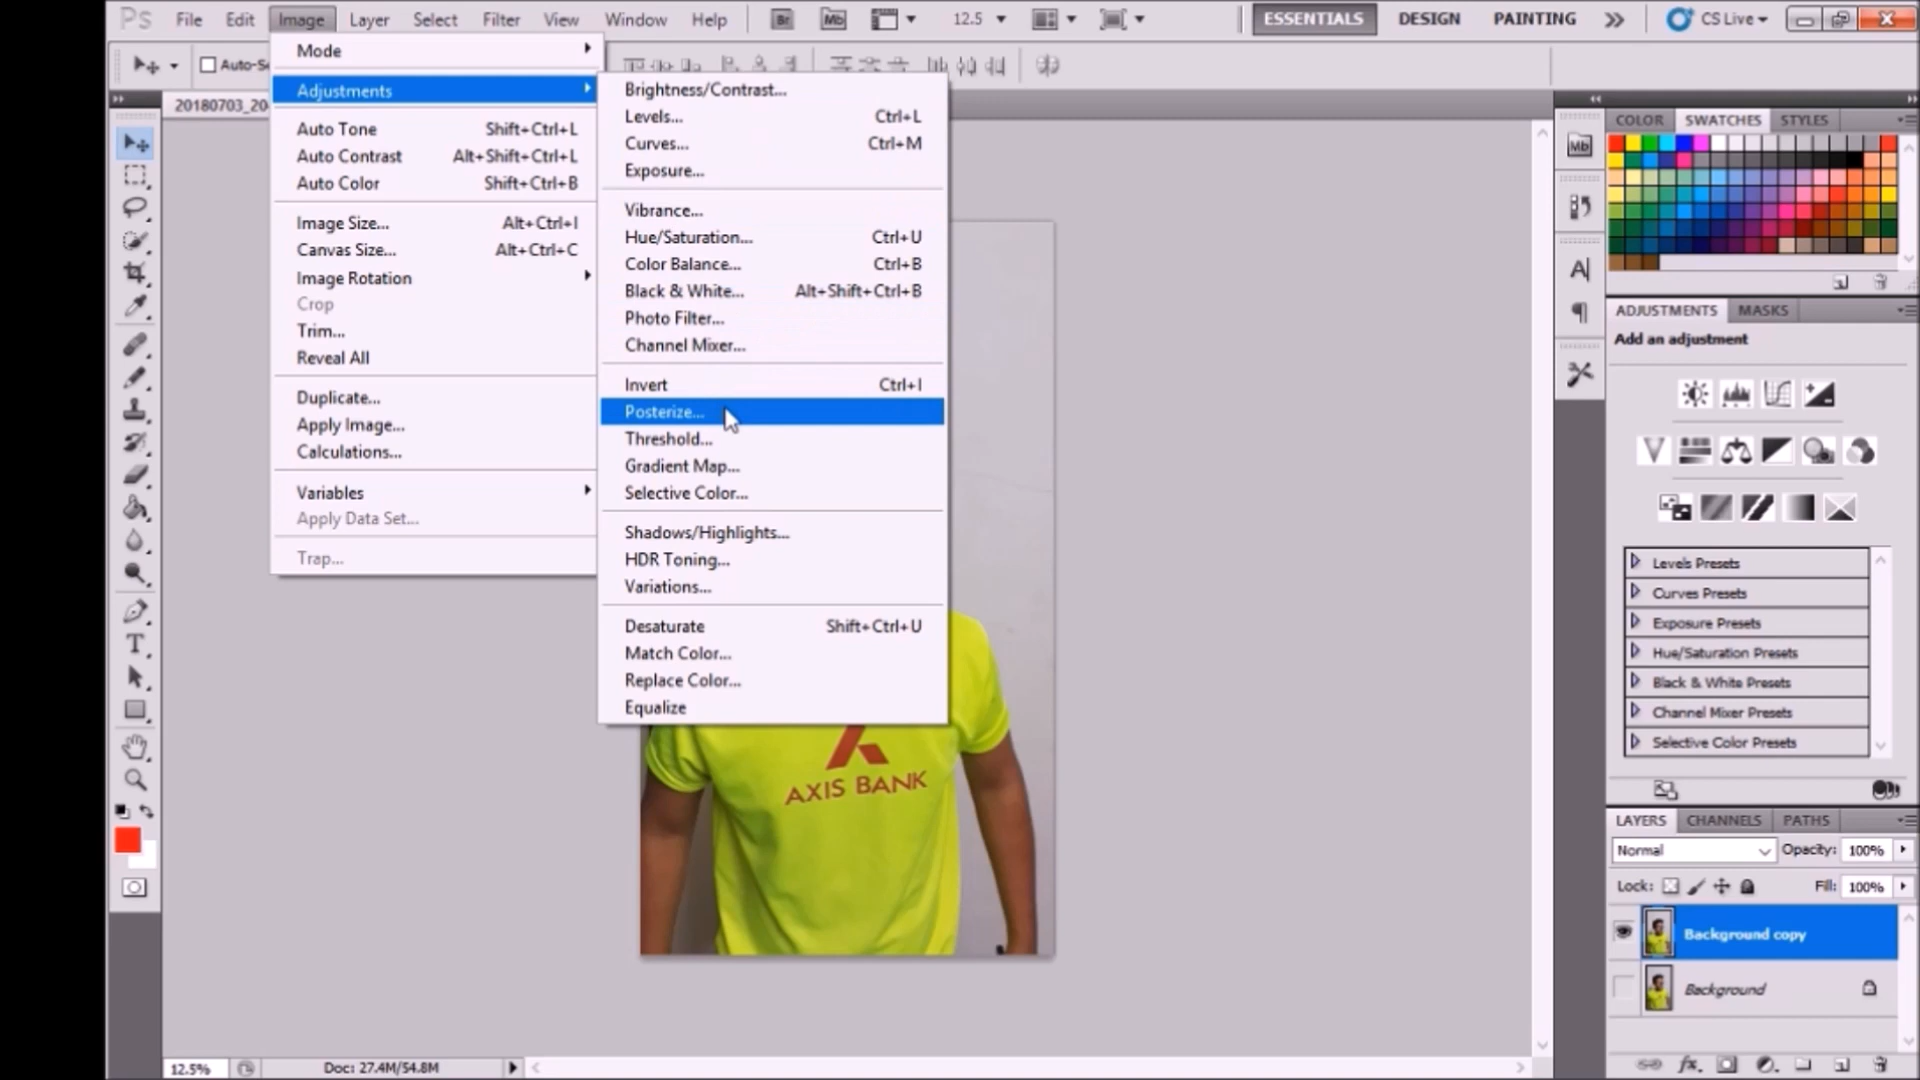 Ps File Edit Image Layer Select Filter View Window Help Br Mb 12.5 ESSENTIALS DESIGN PAINTING CS Live
Auto-Se
20180703_20
Mode
Adjustments
Auto Tone Shift+Ctrl+L
Auto Contrast Alt+Shift+Ctrl+L
Auto Color Shift+Ctrl+B
Image Size... Alt+Ctrl+I
Canvas Size... Alt+Ctrl+C
Image Rotation
Crop
Trim...
Reveal All
Duplicate...
Apply Image...
Calculations...
Variables
Apply Data Set...
Trap...
Brightness/Contrast...
Levels... Ctrl+L
Curves... Ctrl+M
Exposure...
Vibrance...
Hue/Saturation... Ctrl+U
Color Balance... Ctrl+B
Black & White... Alt+Shift+Ctrl+B
Photo Filter...
Channel Mixer...
Invert Ctrl+I
Posterize...
Threshold...
Gradient Map...
Selective Color...
Shadows/Highlights...
HDR Toning...
Variations...
Desaturate Shift+Ctrl+U
Match Color...
Replace Color...
Equalize
AXIS BANK
Mb
COLOR SWATCHES STYLES
ADJUSTMENTS MASKS
Add an adjustment
Levels Presets
Curves Presets
Exposure Presets
Hue/Saturation Presets
Black & White Presets
Channel Mixer Presets
Selective Color Presets
LAYERS CHANNELS PATHS
Normal Opacity: 100%
Lock: Fill: 100%
Background copy
Background
12.5% Doc: 27.4M/54.8M